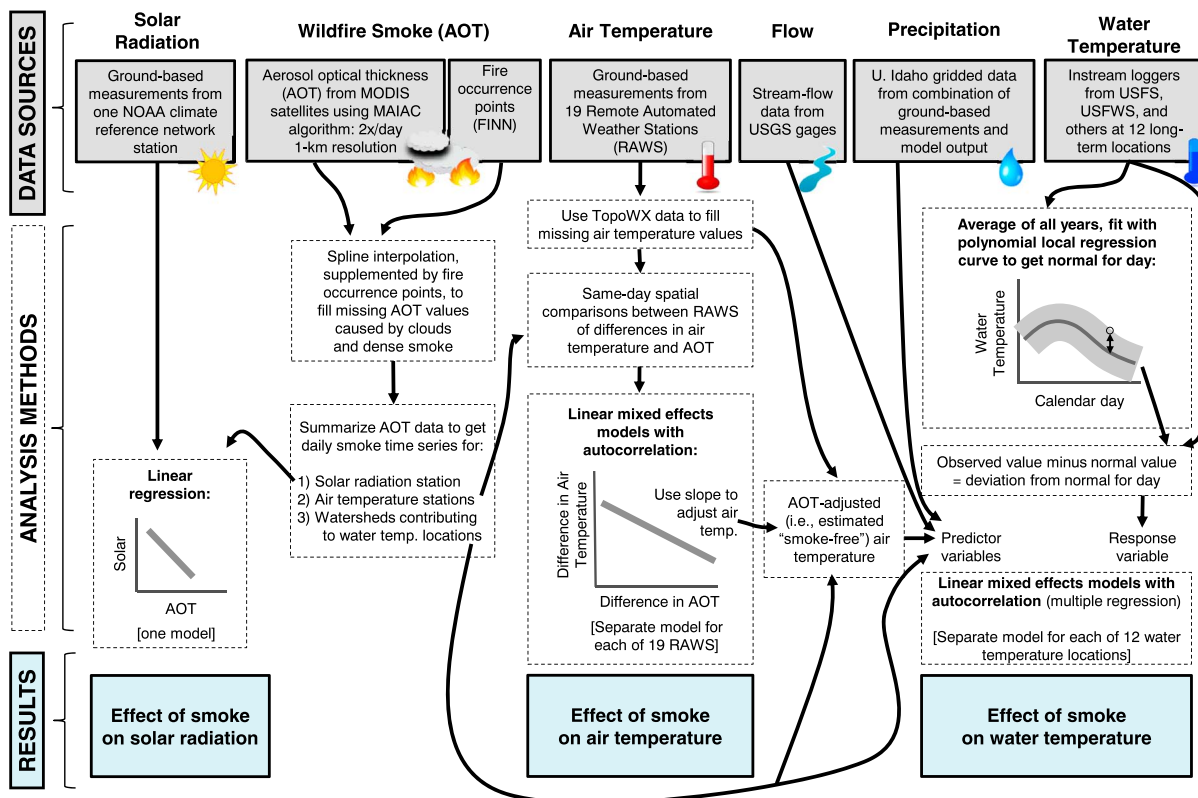 DATA SOURCES
Solar
Radiation
Ground-based
measurements from
one NOAA climate
reference network
station
Wildfire Smoke (AOT)
Aerosol optical thickness
(AOT) from MODIS
satellites using MAIAC
algorithm: 2x/day
1-km resolution
Fire
occurrence
points
(FINN)
Air Temperature
Ground-based
measurements from
19 Remote Automated
Weather Stations
(RAWS)
Flow
Stream-flow
data from
USGS gages
Precipitation
U. Idaho gridded data
from combination of
ground-based
measurements and
model output
Water
Temperature
Instream loggers
from USFS,
USFWS, and
others at 12 long-
term locations
ANALYSIS METHODS
Linear
regression:
Solar
AOT
[one model]
Spline interpolation,
supplemented by fire
occurrence points, to
fill missing AOT values
caused by clouds
and dense smoke
Summarize AOT data to get
daily smoke time series for:
1) Solar radiation station
2) Air temperature stations
3) Watersheds contributing
to water temp. locations
Use TopoWX data to fill
missing air temperature values
Same-day spatial
comparisons between RAWS
of differences in air
temperature and AOT
Linear mixed effects
models with
autocorrelation:
Difference in Air
Temperature
Use slope to
adjust air
temp.
Difference in AOT
[Separate model for
each of 19 RAWS]
AOT-adjusted
(i.e., estimated
“smoke-free”) air
temperature
Average of all years, fit with
polynomial local regression
curve to get normal for day:
Water
Temperature
Calendar day
Observed value minus normal value
= deviation from normal for day
Predictor
variables
Response
variable
Linear mixed effects models with
autocorrelation (multiple regression)
[Separate model for each of 12 water
temperature locations]
RESULTS
Effect of smoke
on solar radiation
Effect of smoke
on air temperature
Effect of smoke
on water temperature